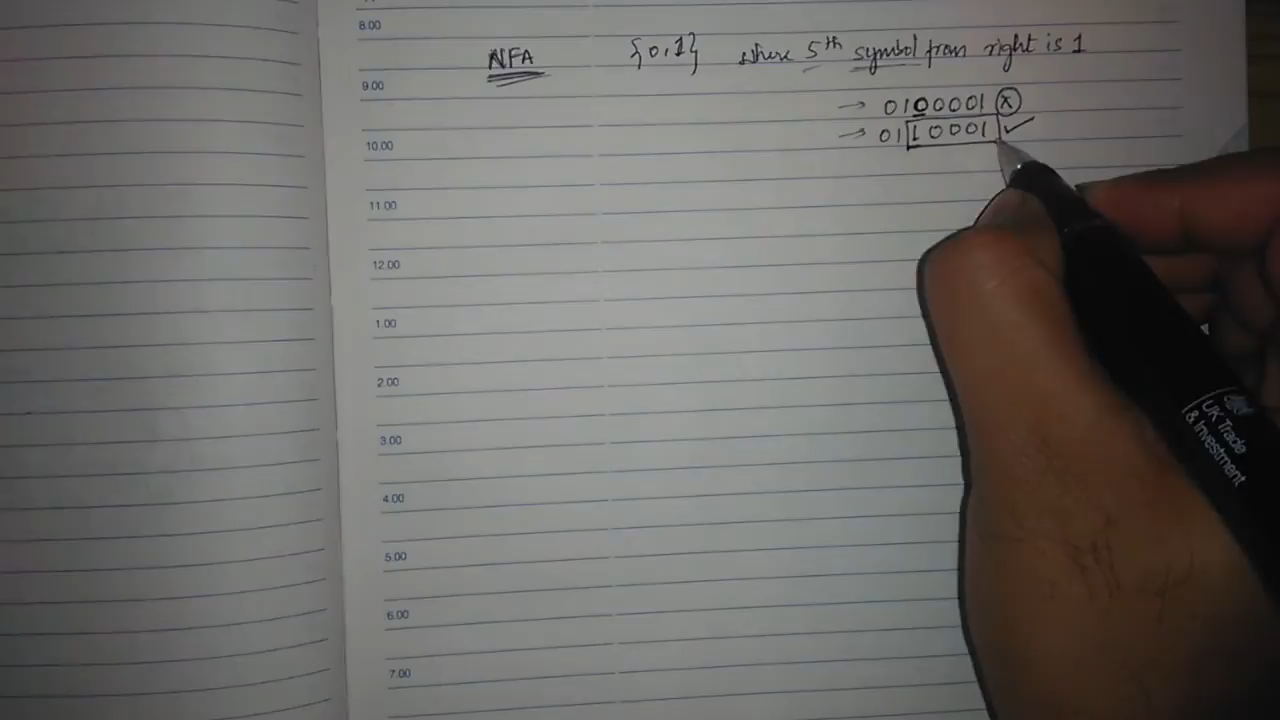 8.00
NFA {0,1} where 5th symbol from right is 1
9.00
→ 0100001 ⓧ
→ 0110001 ✓
10.00
11.00
12.00
1.00
2.00
3.00
4.00
5.00
6.00
7.00
UK Trade
& Investment